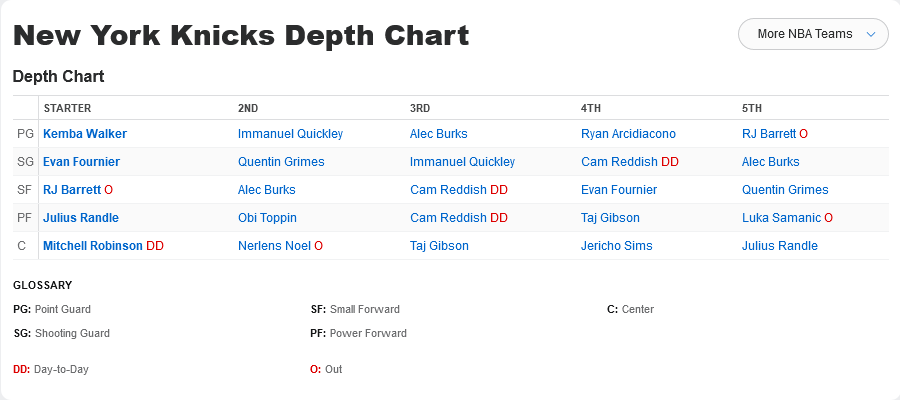 New York Knicks Depth Chart
More NBA Teams
Depth Chart
STARTER 2ND 3RD 4TH 5TH
PG Kemba Walker Immanuel Quickley Alec Burks Ryan Arcidiacono RJ Barrett O
SG Evan Fournier Quentin Grimes Immanuel Quickley Cam Reddish DD Alec Burks
SF RJ Barrett O Alec Burks Cam Reddish DD Evan Fournier Quentin Grimes
PF Julius Randle Obi Toppin Cam Reddish DD Taj Gibson Luka Samanic O
C Mitchell Robinson DD Nerlens Noel O Taj Gibson Jericho Sims Julius Randle
GLOSSARY
PG: Point Guard SF: Small Forward C: Center
SG: Shooting Guard PF: Power Forward
DD: Day-to-Day O: Out